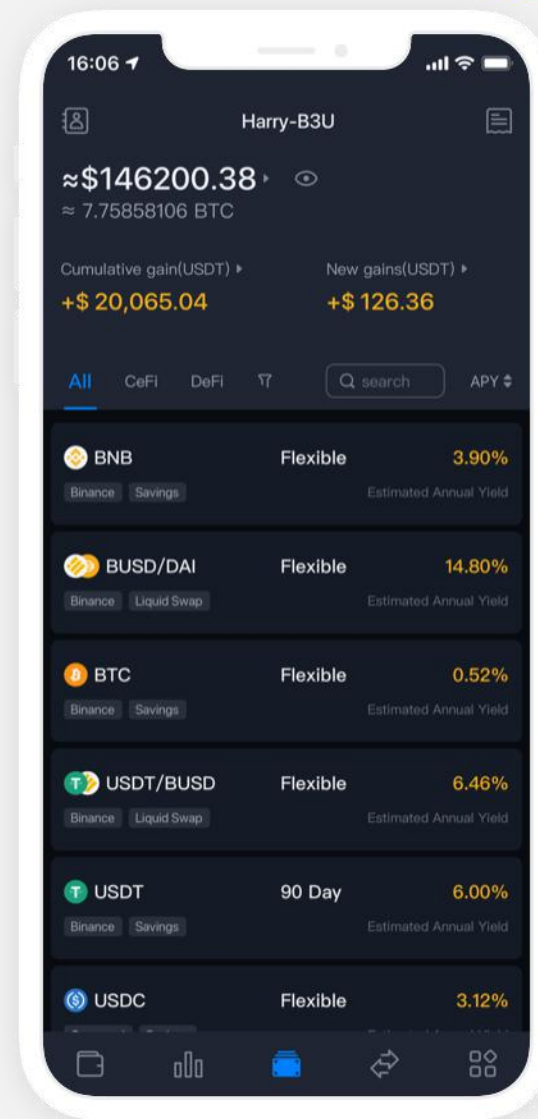 16:06
Harry-B3U
≈$146200.38
≈ 7.75858106 BTC
Cumulative gain(USDT) New gains(USDT)
+$ 20,065.04 +$ 126.36
All CeFi DeFi search APY
BNB Flexible 3.90%
Binance Savings Estimated Annual Yield
BUSD/DAI Flexible 14.80%
Binance Liquid Swap Estimated Annual Yield
BTC Flexible 0.52%
Binance Savings Estimated Annual Yield
USDT/BUSD Flexible 6.46%
Binance Liquid Swap Estimated Annual Yield
USDT 90 Day 6.00%
Binance Savings Estimated Annual Yield
USDC Flexible 3.12%